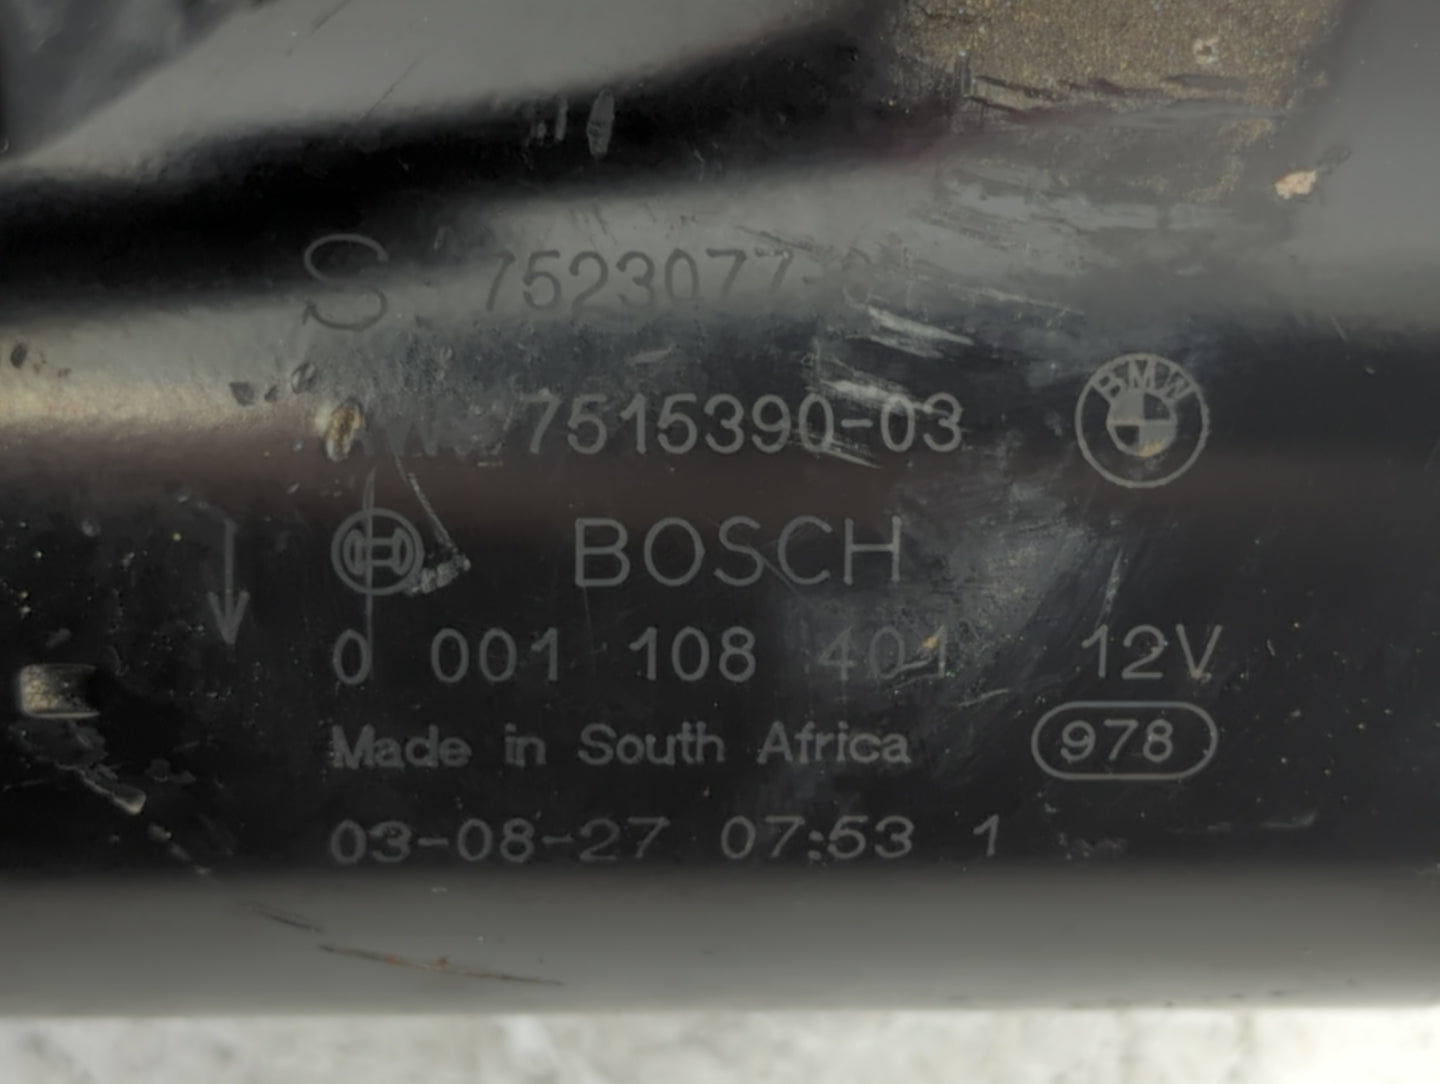 S 7523077
7515390-03 BMW
BOSCH
0 001 108 401 12V
Made in South Africa 978
03-08-27 07:53 1